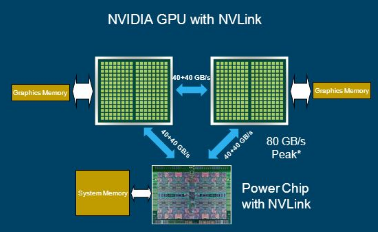 NVIDIA GPU with NVLink
40+40 GB/s
Graphics Memory
Graphics Memory
40+40 GB/s
40+40 GB/s
80 GB/s
Peak*
System Memory
Power Chip
with NVLink